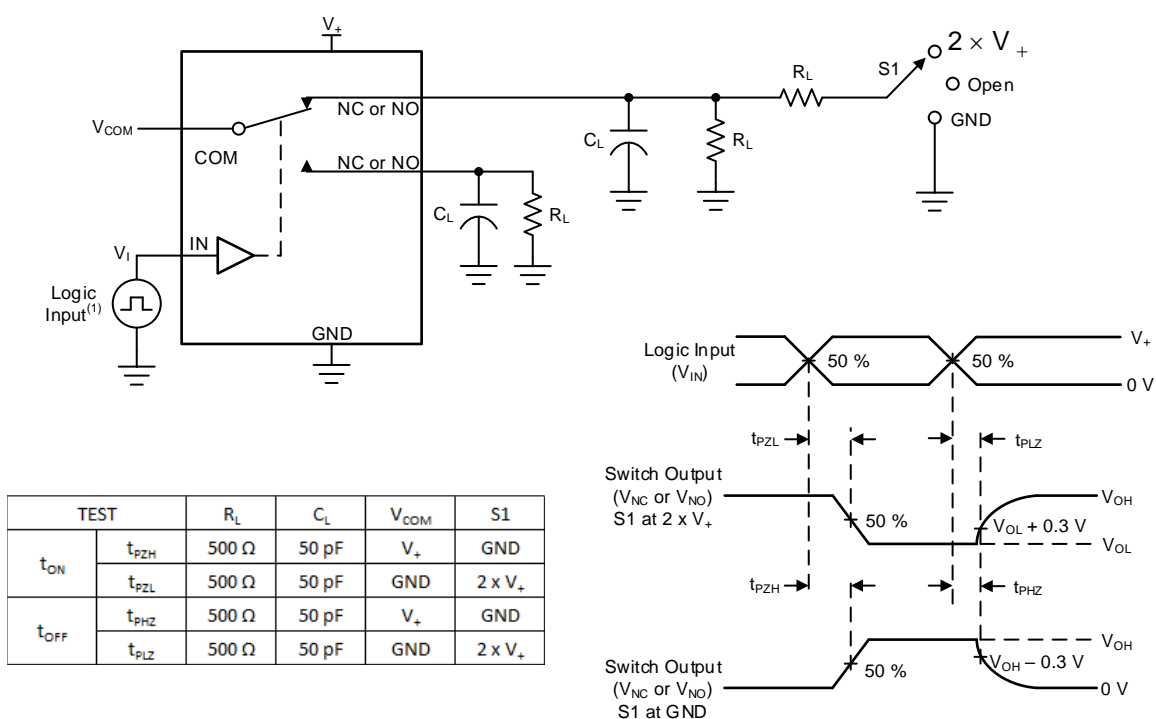 V+
2 × V +
S1
RL
Open
NC or NO
GND
VCOM
CL
RL
COM
NC or NO
CL
RL
VI
IN
Logic
Input(1)
GND
Logic Input
(VIN)
50 %
50 %
V+
0 V
tPZL
tPLZ
Switch Output
(VNC or VNO)
S1 at 2 x V+
50 %
VOH
VOL + 0.3 V
VOL
tPZH
tPHZ
Switch Output
(VNC or VNO)
S1 at GND
50 %
VOH
VOH – 0.3 V
0 V
TEST RL CL VCOM S1
tON tPZH 500 Ω 50 pF V+ GND
tPZL 500 Ω 50 pF GND 2 x V+
tOFF tPHZ 500 Ω 50 pF V+ GND
tPLZ 500 Ω 50 pF GND 2 x V+